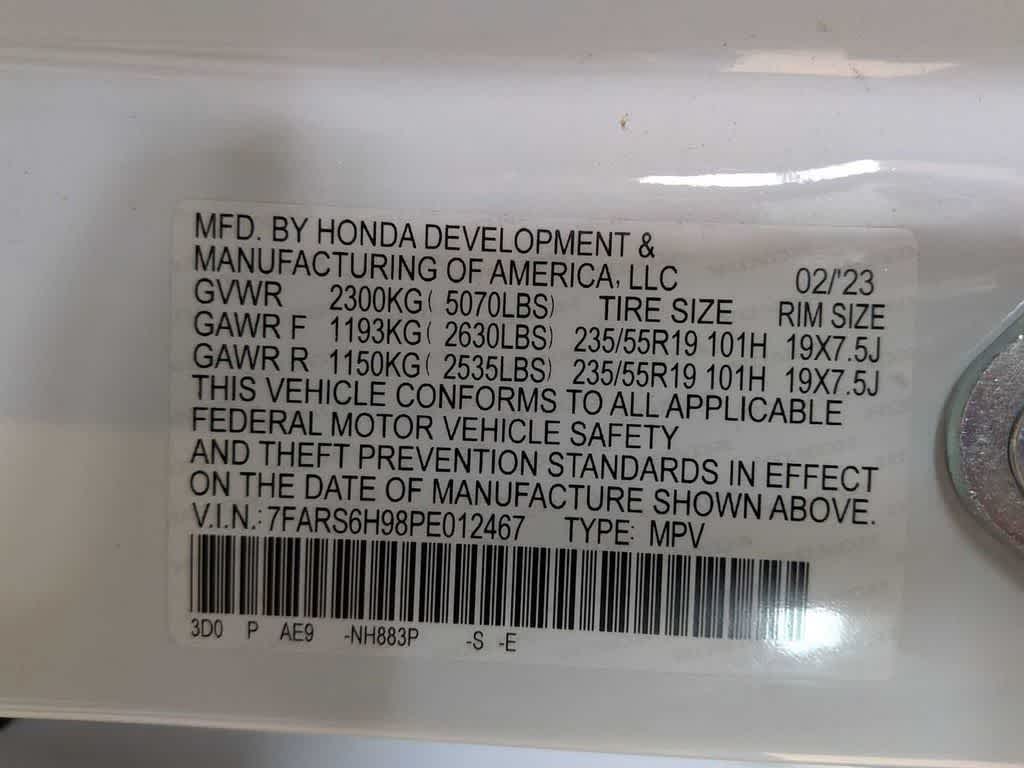 MFD. BY HONDA DEVELOPMENT &
MANUFACTURING OF AMERICA, LLC 02/'23
GVWR 2300KG( 5070LBS) TIRE SIZE RIM SIZE
GAWR F 1193KG( 2630LBS) 235/55R19 101H 19X7.5J
GAWR R 1150KG( 2535LBS) 235/55R19 101H 19X7.5J
THIS VEHICLE CONFORMS TO ALL APPLICABLE
FEDERAL MOTOR VEHICLE SAFETY
AND THEFT PREVENTION STANDARDS IN EFFECT
ON THE DATE OF MANUFACTURE SHOWN ABOVE.
V.I.N.: 7FARS6H98PE012467 TYPE: MPV
3D0 P AE9 -NH883P -S -E